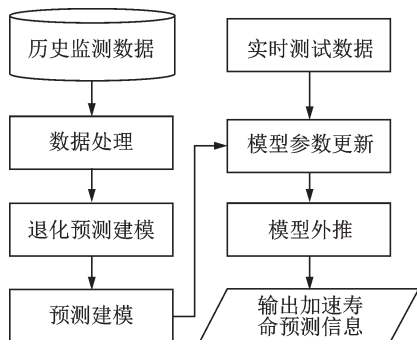 历史监测数据
数据处理
退化预测建模
预测建模
实时测试数据
模型参数更新
模型外推
输出加速寿
命预测信息